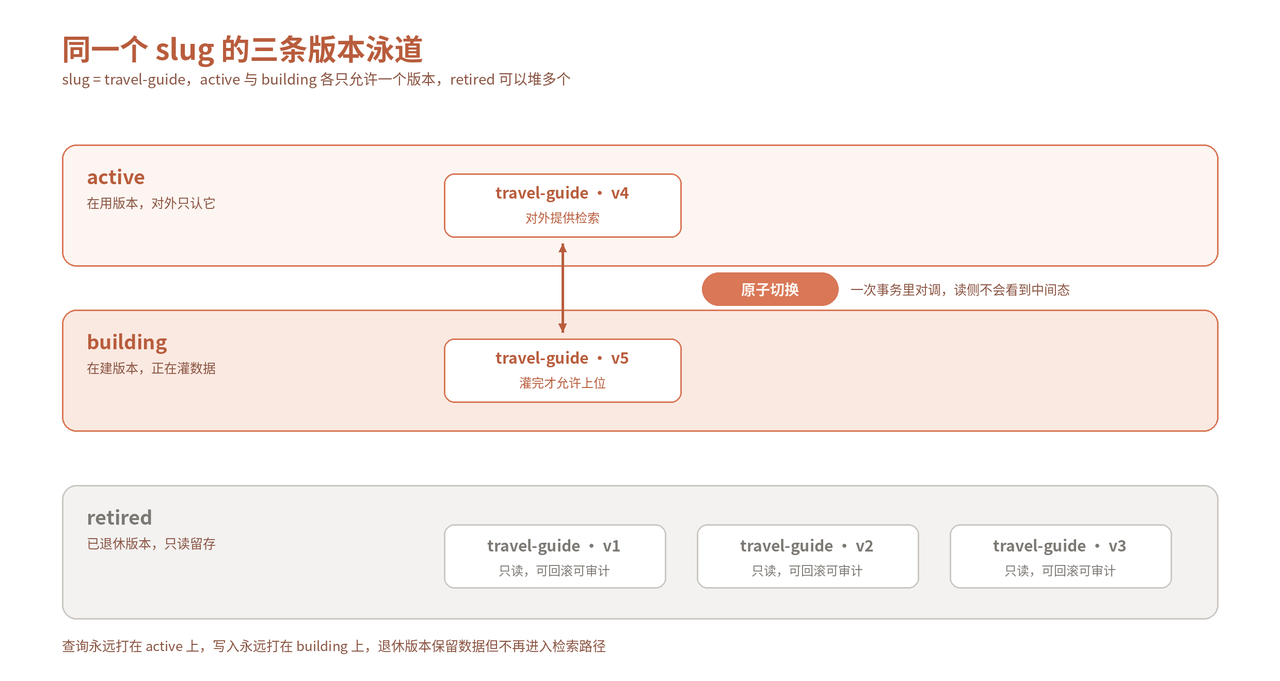 同一个 slug 的三条版本泳道
slug = travel-guide，active 与 building 各只允许一个版本，retired 可以堆多个
active
在用版本，对外只认它
travel-guide · v4
对外提供检索
原子切换
一次事务里对调，读侧不会看到中间态
building
在建版本，正在灌数据
travel-guide · v5
灌完才允许上位
retired
已退休版本，只读留存
travel-guide · v1
只读，可回滚可审计
travel-guide · v2
只读，可回滚可审计
travel-guide · v3
只读，可回滚可审计
查询永远打在 active 上，写入永远打在 building 上，退休版本保留数据但不再进入检索路径